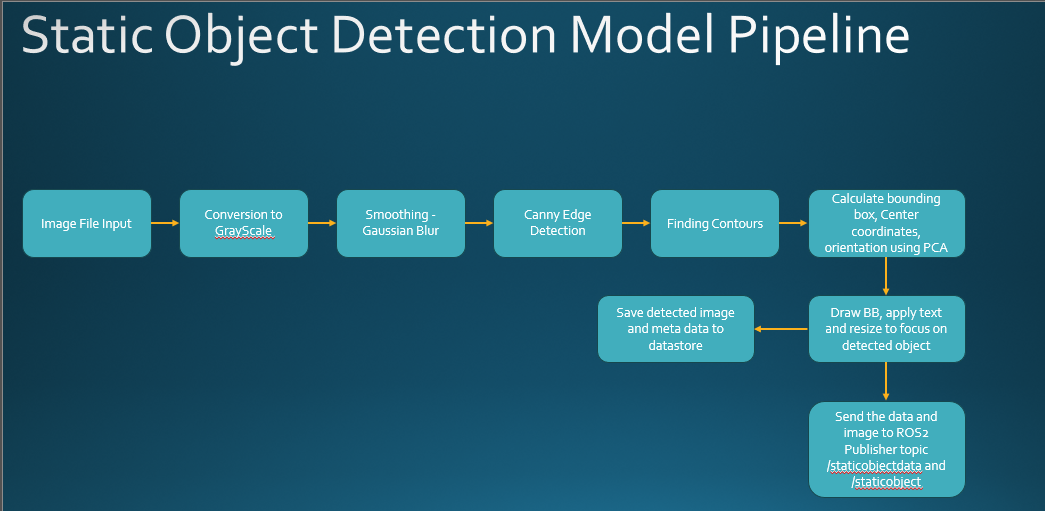 Static Object Detection Model Pipeline
Image File Input
Conversion to
GrayScale
Smoothing -
Gaussian Blur
Canny Edge
Detection
Finding Contours
Calculate bounding
box, Center
coordinates,
orientation using PCA
Save detected image
and meta data to
datastore
Draw BB, apply text
and resize to focus on
detected object
Send the data and
image to ROS2
Publisher topic
/staticobjectdata and
/staticobject